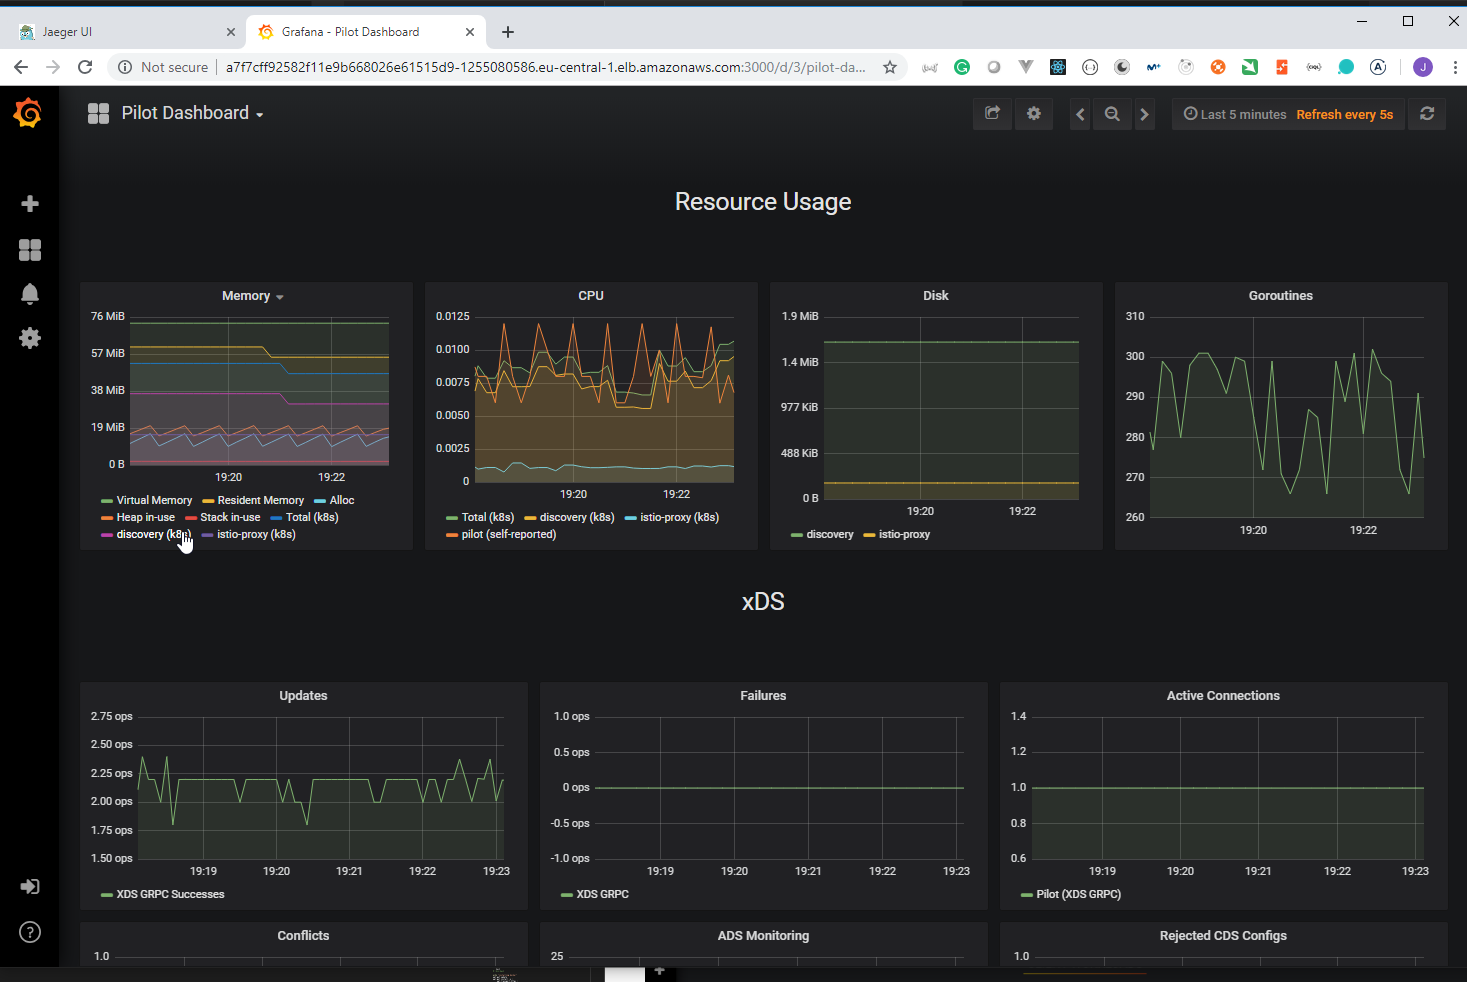 Jaeger UI
Grafana - Pilot Dashboard
Not secure | a7f7cff92582f11e9b668026e61515d9-1255080586.eu-central-1.elb.amazonaws.com:3000/d/3/pilot-da...
J
Pilot Dashboard
Last 5 minutes Refresh every 5s
Resource Usage
Memory
76 MiB
57 MiB
38 MiB
19 MiB
0 B
19:20 19:22
Virtual Memory Resident Memory Alloc
Heap in-use Stack in-use Total (k8s)
discovery (k8s) istio-proxy (k8s)
CPU
0.0125
0.0100
0.0075
0.0050
0.0025
0
19:20 19:22
Total (k8s) discovery (k8s) istio-proxy (k8s)
pilot (self-reported)
Disk
1.9 MiB
1.4 MiB
977 KiB
488 KiB
0 B
19:20 19:22
discovery istio-proxy
Goroutines
310
300
290
280
270
260
19:20 19:22
xDS
Updates
2.75 ops
2.50 ops
2.25 ops
2.00 ops
1.75 ops
1.50 ops
19:19 19:20 19:21 19:22 19:23
XDS GRPC Successes
Failures
1.0 ops
0.5 ops
0 ops
-0.5 ops
-1.0 ops
19:19 19:20 19:21 19:22 19:23
XDS GRPC
Active Connections
1.4
1.2
1.0
0.8
0.6
19:19 19:20 19:21 19:22 19:23
Pilot (XDS GRPC)
Conflicts
1.0
ADS Monitoring
25
Rejected CDS Configs
1.0